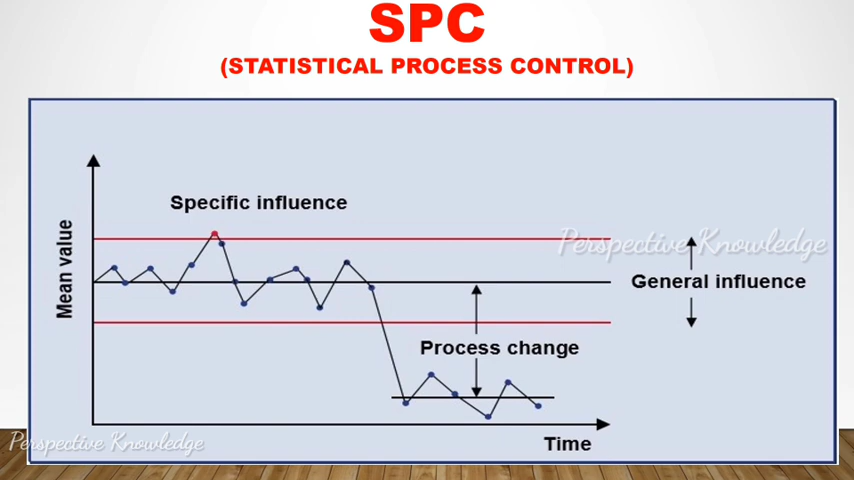 SPC
(STATISTICAL PROCESS CONTROL)
Specific influence
Perspective Knowledge
Mean value
General influence
Process change
Perspective Knowledge
Time